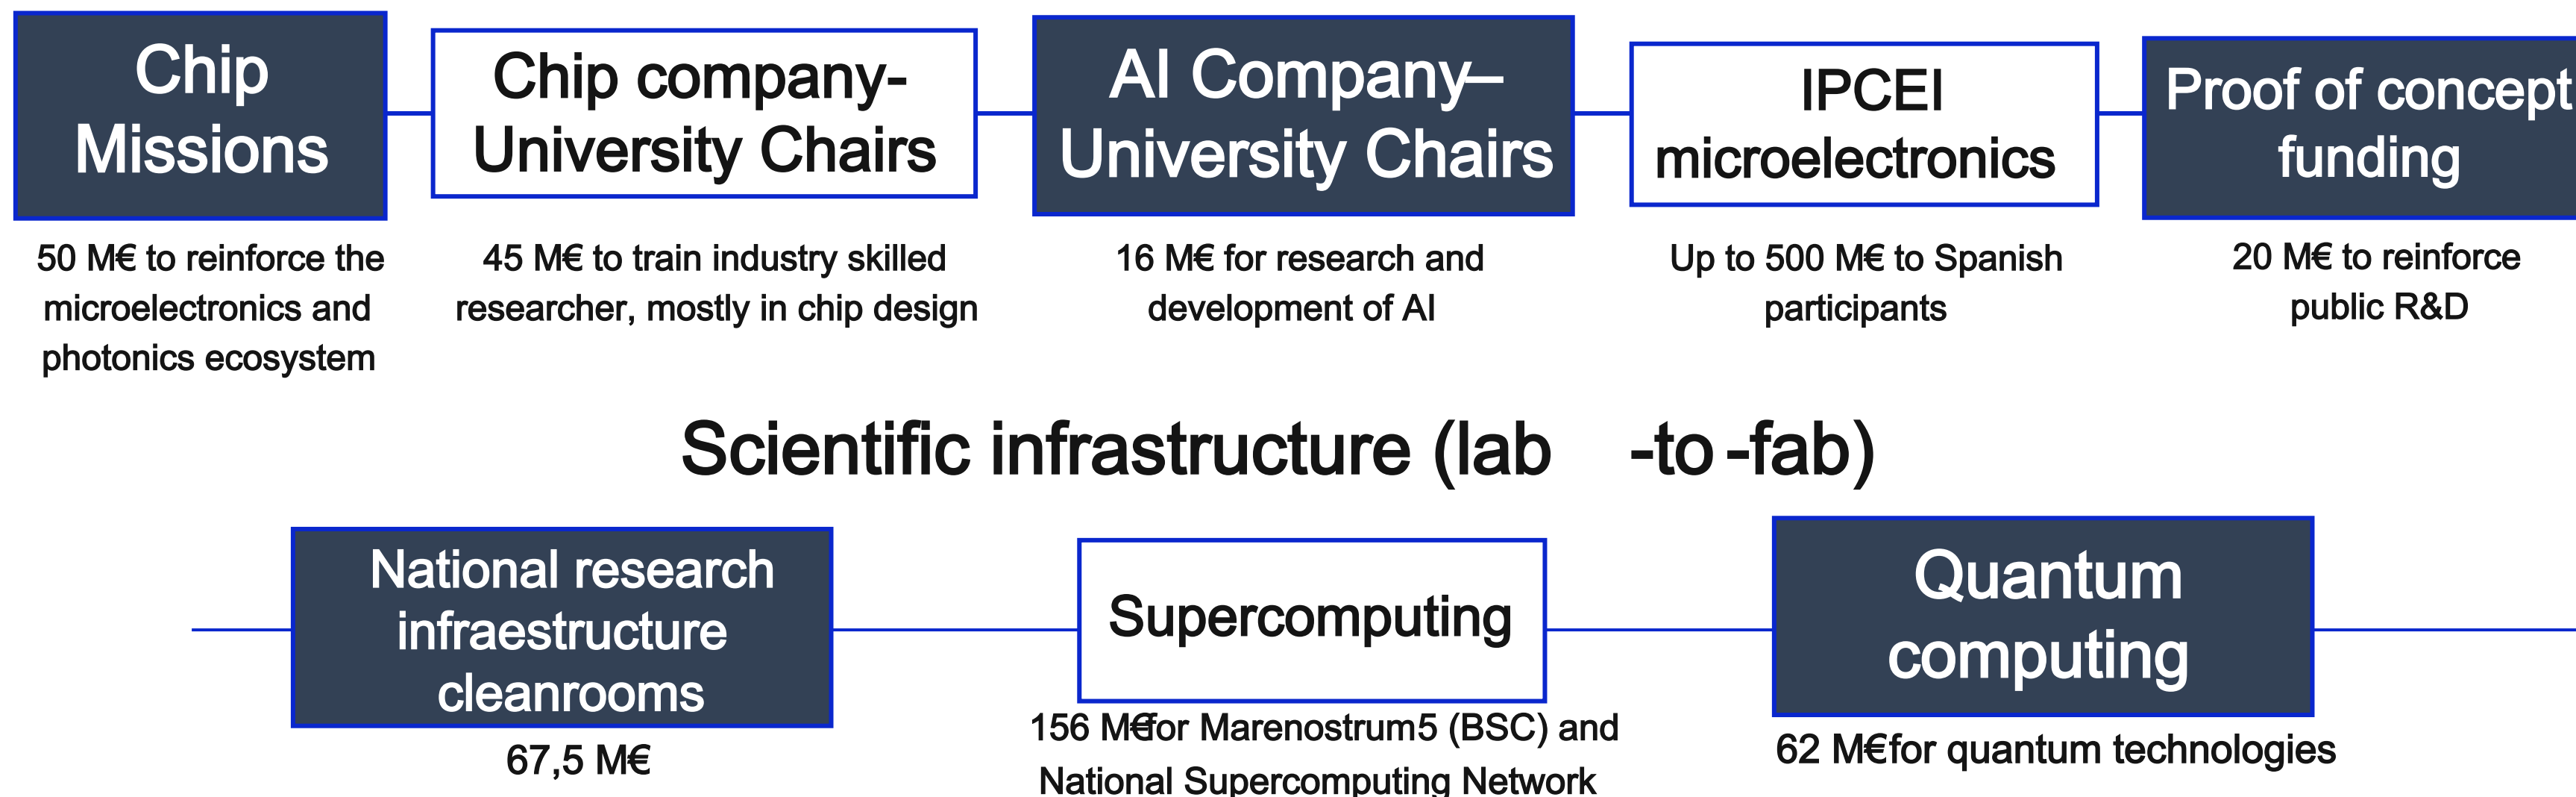 Chip
Missions
Chip company-
University Chairs
AI Company–
University Chairs
IPCEI
microelectronics
Proof of concept
funding
50 M€ to reinforce the
microelectronics and
photonics ecosystem
45 M€ to train industry skilled
researcher, mostly in chip design
16 M€ for research and
development of AI
Up to 500 M€ to Spanish
participants
20 M€ to reinforce
public R&D
Scientific infrastructure (lab -to -fab)
National research
infraestructure
cleanrooms
67,5 M€
Supercomputing
156 M€for Marenostrum5 (BSC) and
National Supercomputing Network
Quantum
computing
62 M€for quantum technologies